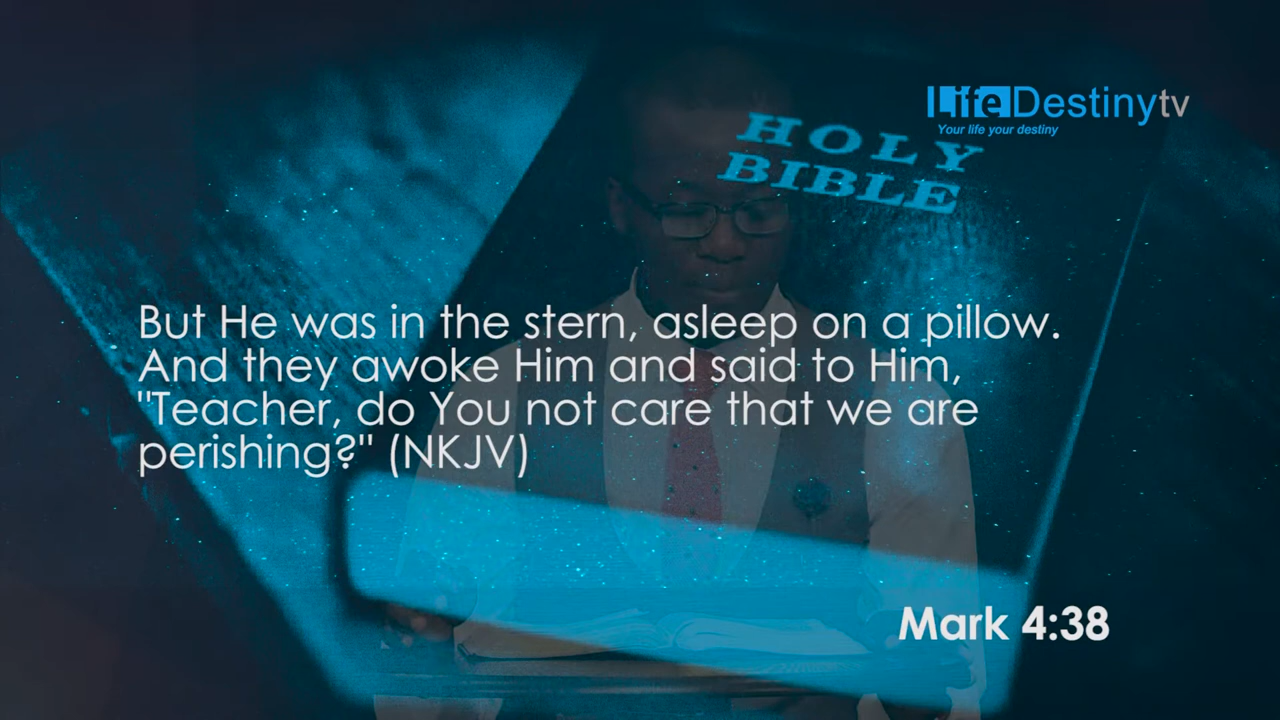 LifeDestinytv
Your life your destiny
HOLY
BIBLE
But He was in the stern, asleep on a pillow.
And they awoke Him and said to Him,
"Teacher, do You not care that we are
perishing?" (NKJV)
Mark 4:38